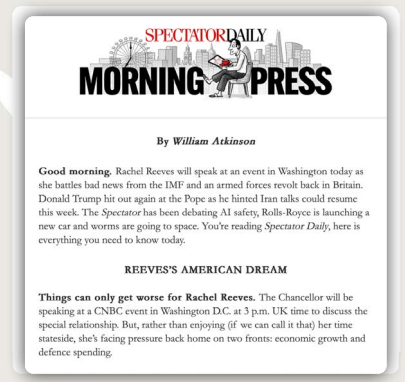 SPECTATORDAILY
MORNING PRESS
By William Atkinson
Good morning. Rachel Reeves will speak at an event in Washington today as
she battles bad news from the IMF and an armed forces revolt back in Britain.
Donald Trump hit out again at the Pope as he hinted Iran talks could resume
this week. The Spectator has been debating AI safety, Rolls-Royce is launching a
new car and worms are going to space. You're reading Spectator Daily, here is
everything you need to know today.
REEVES'S AMERICAN DREAM
Things can only get worse for Rachel Reeves. The Chancellor will be
speaking at a CNBC event in Washington D.C. at 3 p.m. UK time to discuss the
special relationship. But, rather than enjoying (if we can call it that) her time
stateside, she's facing pressure back home on two fronts: economic growth and
defence spending.